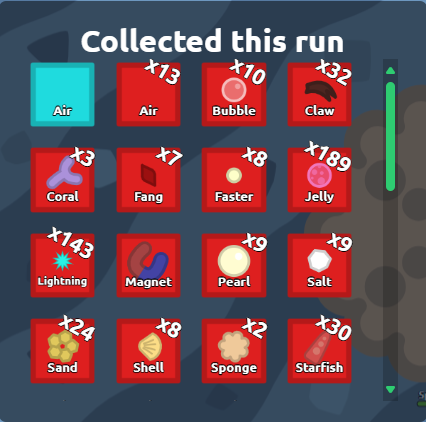 Collected this run
Air
x13
Air
x10
Bubble
x32
Claw
x3
Coral
x7
Fang
x8
Faster
x189
Jelly
x143
Lightning
Magnet
x9
Pearl
x9
Salt
x24
Sand
x8
Shell
x2
Sponge
x30
Starfish